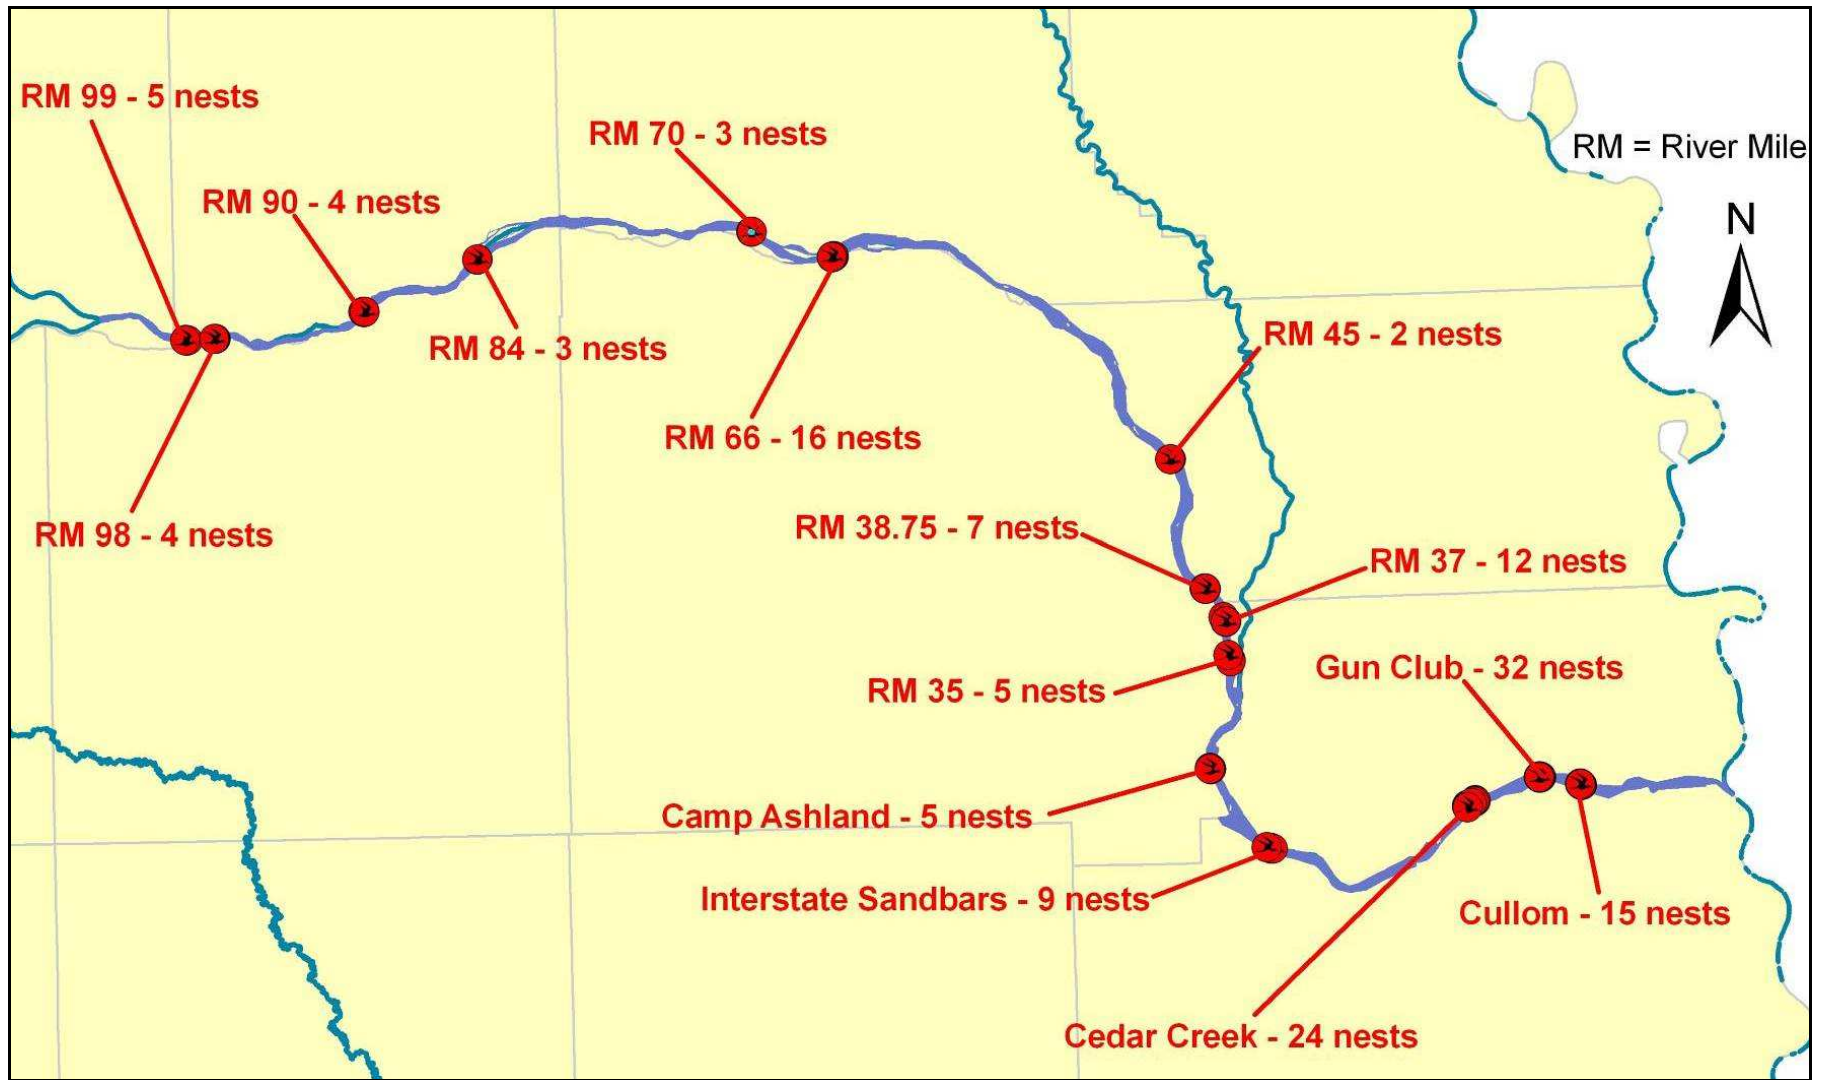 RM 99 - 5 nests
RM 70 - 3 nests
RM = River Mile
RM 90 - 4 nests
N
RM 84 - 3 nests
RM 45 - 2 nests
RM 66 - 16 nests
RM 98 - 4 nests
RM 38.75 - 7 nests
RM 37 - 12 nests
Gun Club - 32 nests
RM 35 - 5 nests
Camp Ashland - 5 nests
Interstate Sandbars - 9 nests
Cullom - 15 nests
Cedar Creek - 24 nests